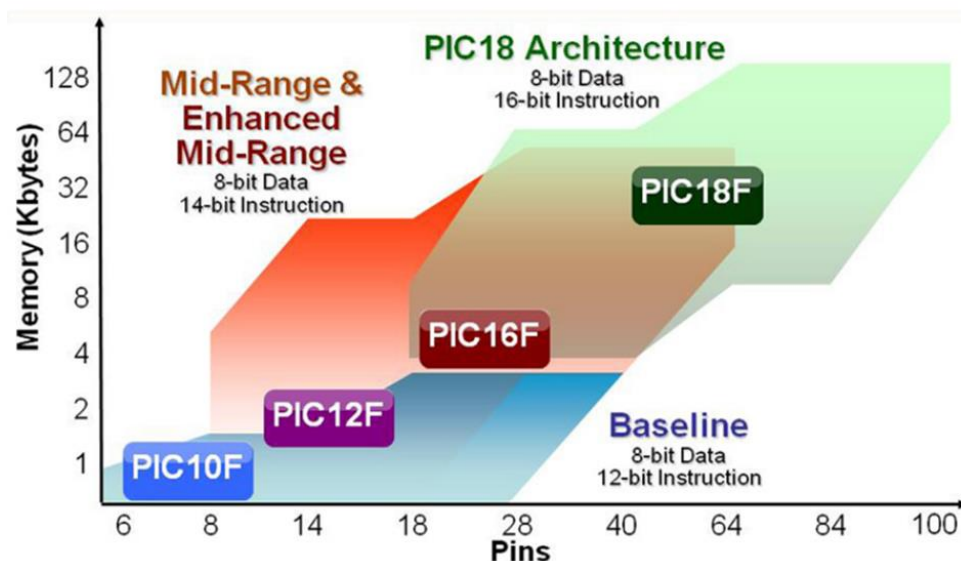 PIC18 Architecture
8-bit Data
16-bit Instruction
Mid-Range &
Enhanced
Mid-Range
8-bit Data
14-bit Instruction
Memory (Kbytes)
128
64
32
16
8
4
2
1
PIC18F
PIC16F
PIC12F
PIC10F
Baseline
8-bit Data
12-bit Instruction
6 8 14 18 28 40 64 84 100
Pins